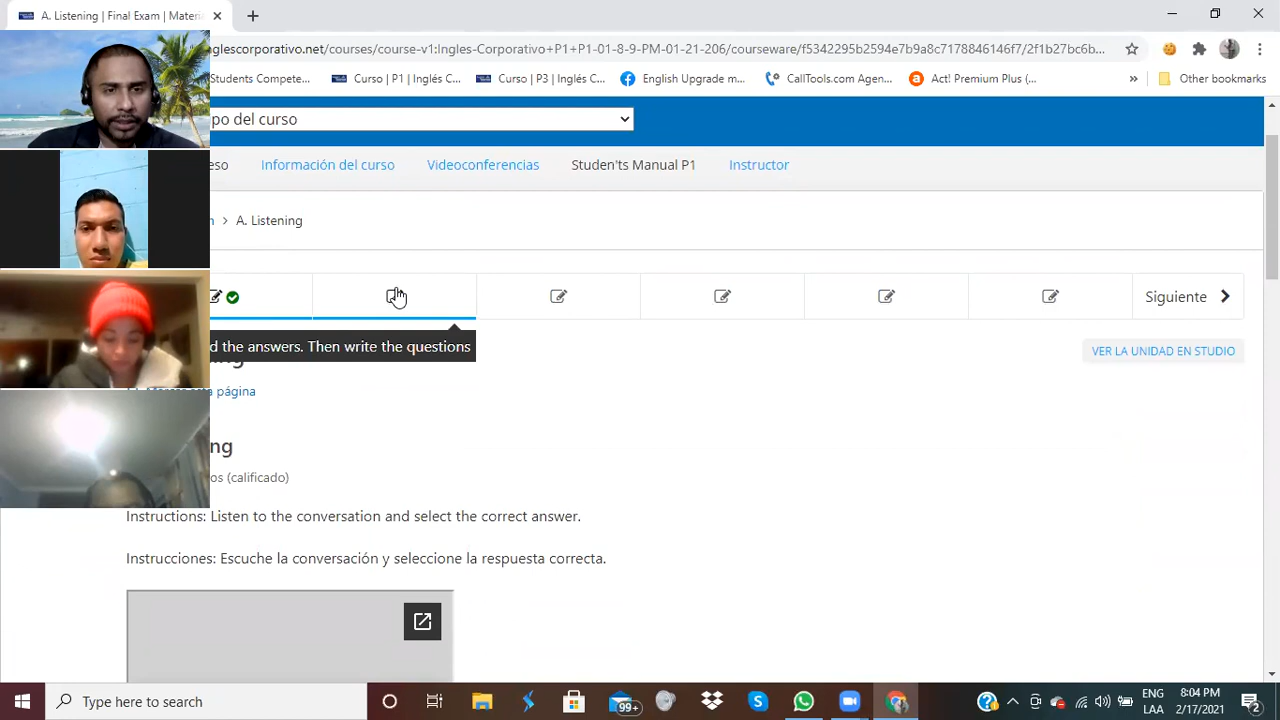 A. Listening | Final Exam | Mater
nglescorporativo.net/courses/course-v1:Ingles-Corporativo+P1+P1-01-8-9-PM-01-21-206/courseware/f5342295b2594e7b9a8c7178846146f7/2f1b27bc6b...
Students Compete... Curso | P1 | Inglés C... Curso | P3 | Inglés C... English Upgrade m... CallTools.com Agen... Act! Premium Plus (... » Other bookmarks
po del curso
eso Información del curso Videoconferencias Studen'ts Manual P1 Instructor
> A. Listening
Siguiente
d the answers. Then write the questions
VER LA UNIDAD EN STUDIO
página
ng
os (calificado)
Instructions: Listen to the conversation and select the correct answer.
Instrucciones: Escuche la conversación y seleccione la respuesta correcta.
Type here to search
99+
ENG 8:04 PM
LAA 2/17/2021
2